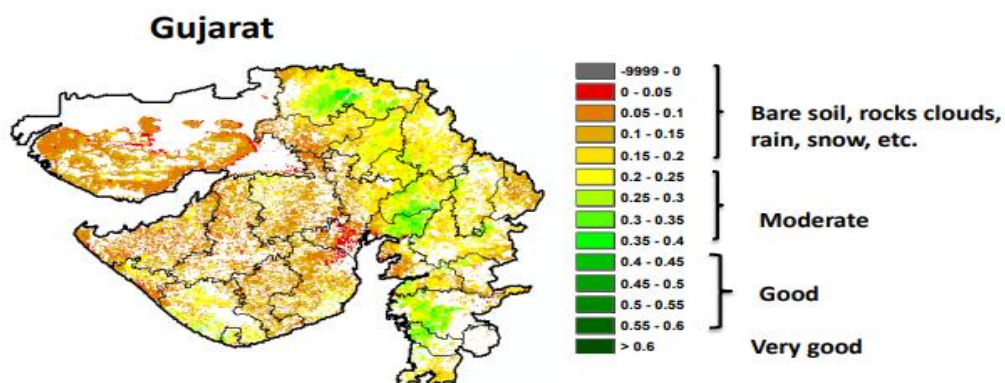 Gujarat
-9999 - 0
0 - 0.05
0.05 - 0.1
0.1 - 0.15
0.15 - 0.2
0.2 - 0.25
0.25 - 0.3
0.3 - 0.35
0.35 - 0.4
0.4 - 0.45
0.45 - 0.5
0.5 - 0.55
0.55 - 0.6
> 0.6
Bare soil, rocks clouds,
rain, snow, etc.
Moderate
Good
Very good